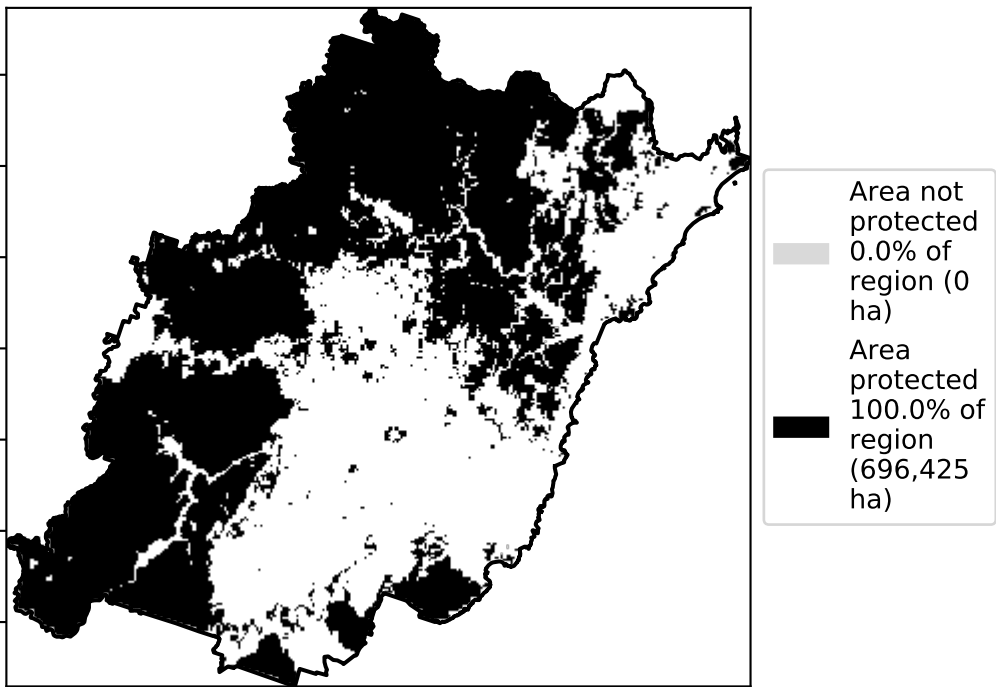 Area not
protected
0.0% of
region (0
ha)
Area
protected
100.0% of
region
(696,425
ha)